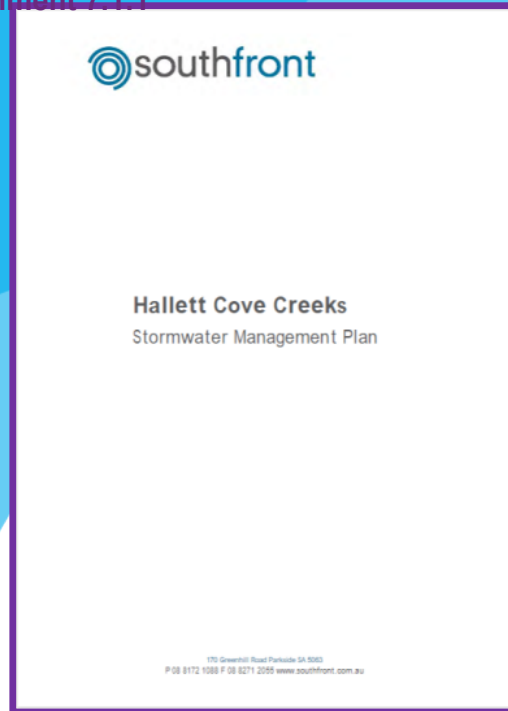 southfront
Hallett Cove Creeks
Stormwater Management Plan
170 Greenhill Road Parkside SA 5063
P 08 8172 1088 F 08 8271 2055 www.southfront.com.au